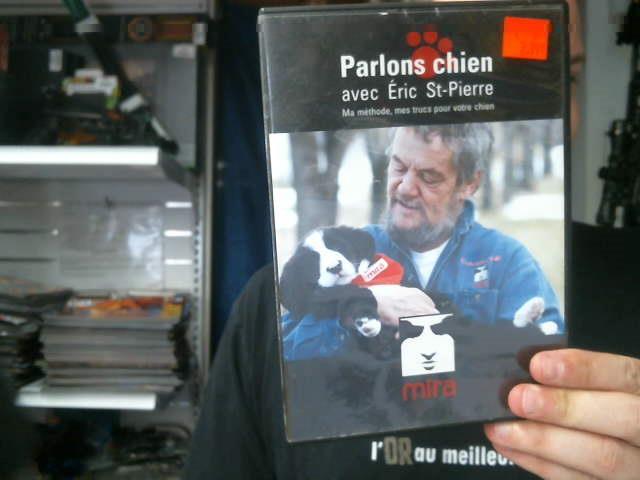 Parlons chien
avec Éric St-Pierre
Ma méthode, mes trucs pour votre chien
mira
mira
l'OR au meilleu